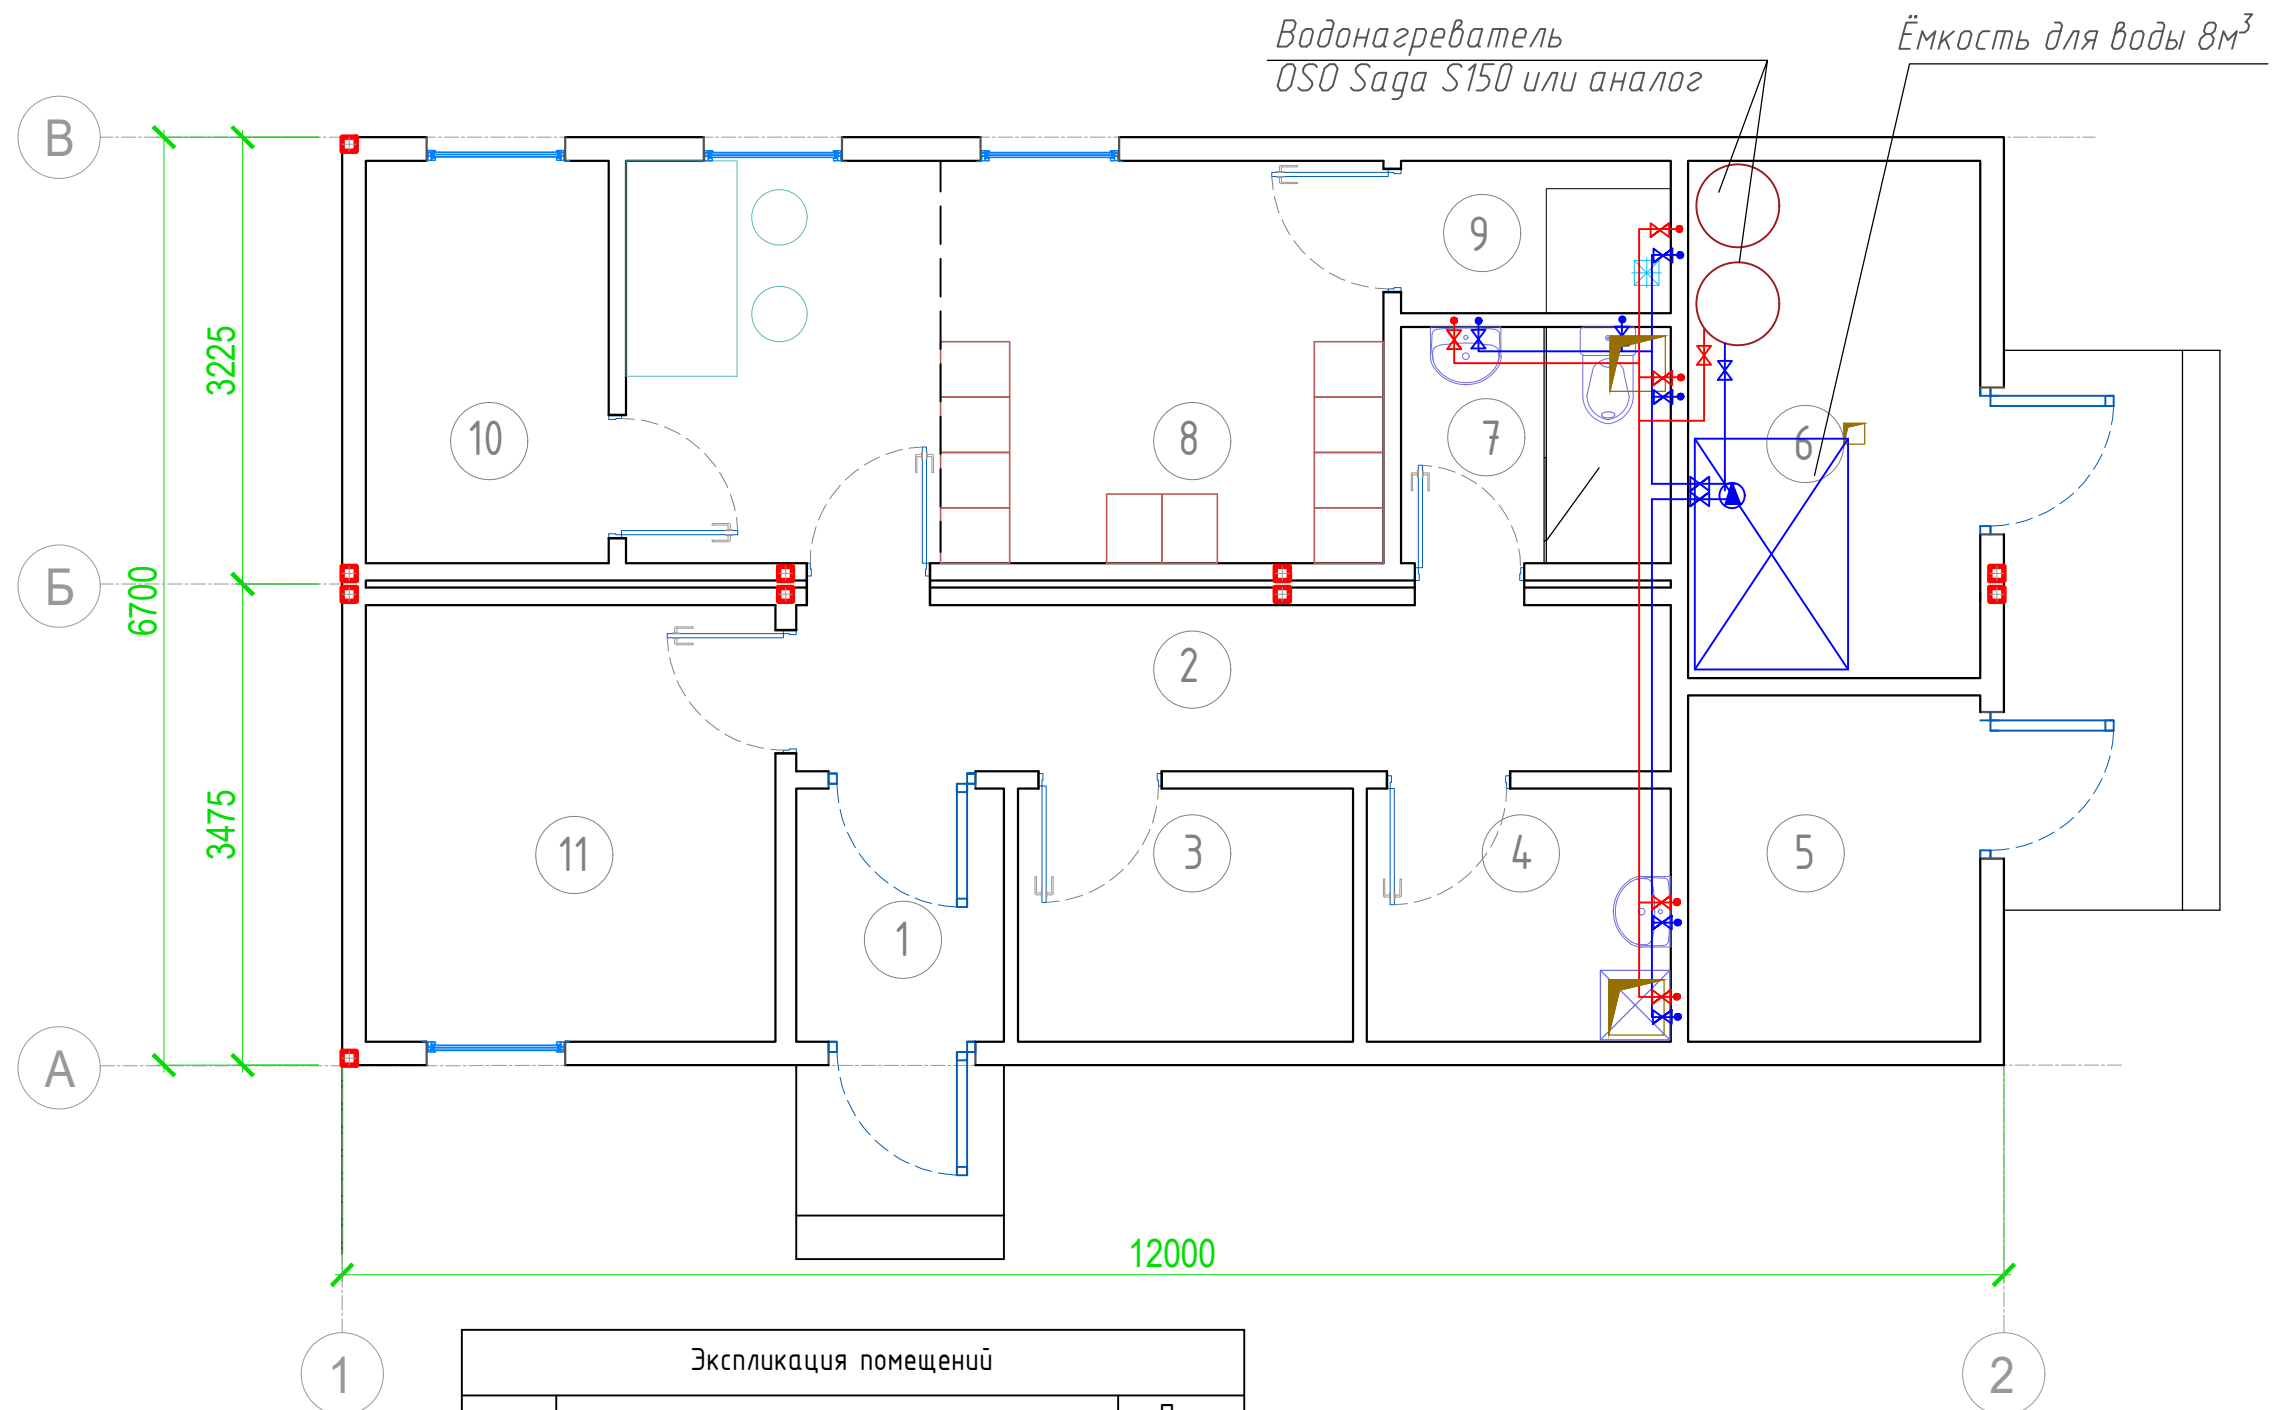 Водонагреватель
OSO Saga S150 или аналог
Ёмкость для воды 8м³
В
Б
А
3225
6700
3475
12000
10
8
9
7
6
2
11
1
3
4
5
1
2
Экспликация помещений